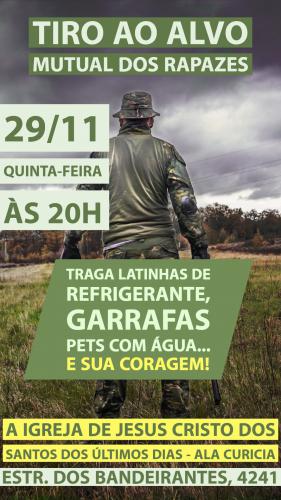 TIRO AO ALVO
MUTUAL DOS RAPAZES
29/11
QUINTA-FEIRA
ÀS 20H
TRAGA LATINHAS DE
REFRIGERANTE,
GARRAFAS
PETS COM ÁGUA...
E SUA CORAGEM!
A IGREJA DE JESUS CRISTO DOS
SANTOS DOS ÚLTIMOS DIAS - ALA CURICIA
ESTR. DOS BANDEIRANTES, 4241